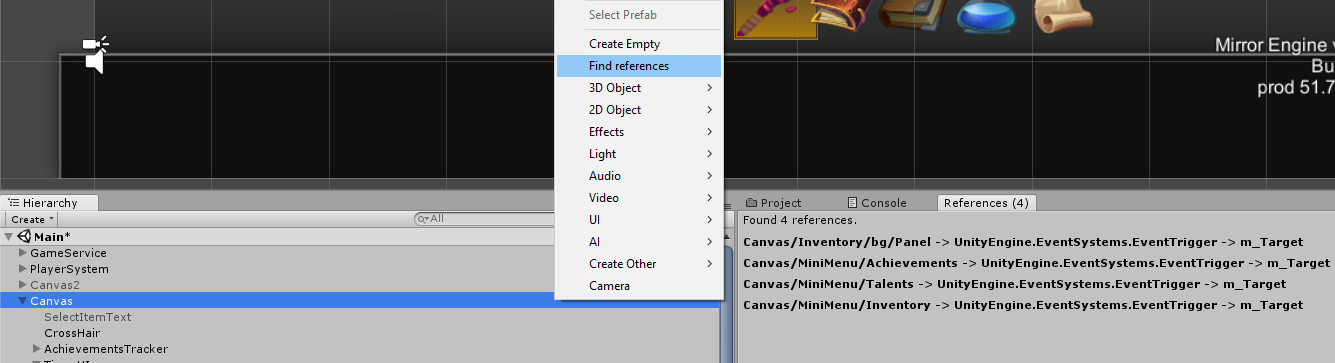 Select Prefab
Create Empty
Find references
3D Object
2D Object
Effects
Light
Audio
Video
UI
AI
Create Other
Camera
Mirror Engine
Bu
prod 51.7
Hierarchy
Create
All
Main*
GameService
PlayerSystem
Canvas2
Canvas
SelectItemText
CrossHair
AchievementsTracker
Project
Console
References (4)
Found 4 references.
Canvas/Inventory/bg/Panel -> UnityEngine.EventSystems.EventTrigger -> m_Target
Canvas/MiniMenu/Achievements -> UnityEngine.EventSystems.EventTrigger -> m_Target
Canvas/MiniMenu/Talents -> UnityEngine.EventSystems.EventTrigger -> m_Target
Canvas/MiniMenu/Inventory -> UnityEngine.EventSystems.EventTrigger -> m_Target